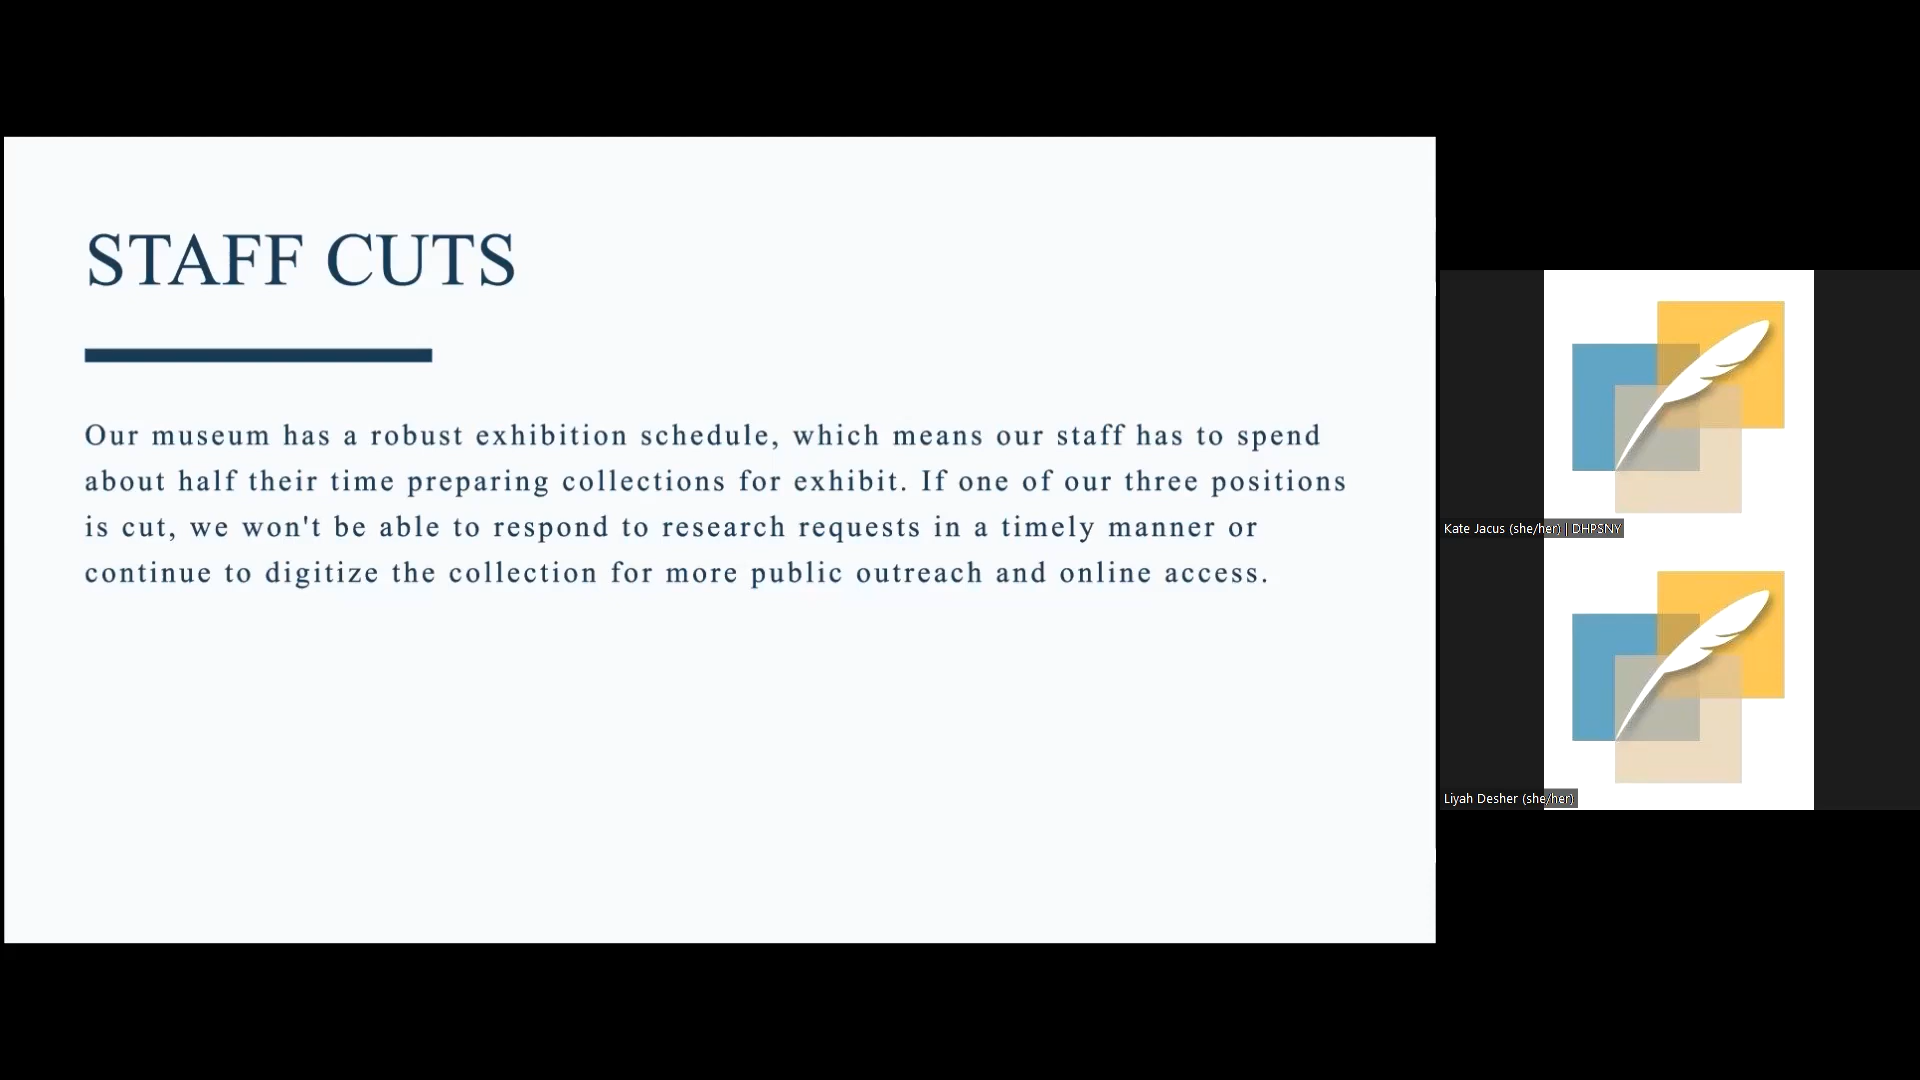 STAFF CUTS
Our museum has a robust exhibition schedule, which means our staff has to spend
about half their time preparing collections for exhibit. If one of our three positions
is cut, we won't be able to respond to research requests in a timely manner or
continue to digitize the collection for more public outreach and online access.
Kate Jacus (she/her) | DHPSNY
Liyah Desher (she/her)